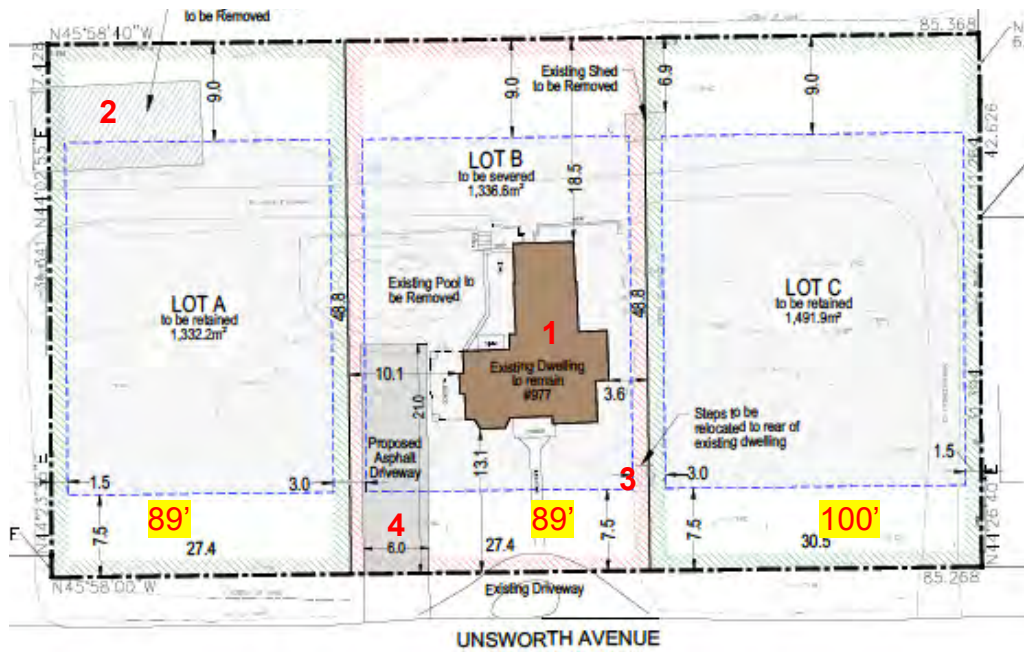 to be Removed
N45°58'40"W
85.368
9.0
9.0
6.9
9.0
Existing Shed
to be Removed
2
N44°02'55"E
42.626
LOT B
to be severed
1,336.6m²
18.5
Existing Pool to
be Removed
LOT A
to be retained
1,332.2m²
48.8
48.8
LOT C
to be retained
1,491.9m²
1
Existing Dwelling
to remain
#977
10.1
21.0
3.6
Steps to be
relocated to rear of
existing dwelling
Proposed
Asphalt
Driveway
13.1
1.5
3.0
3
3.0
1.5
E
89'
4
89'
100'
7.5
7.5
7.5
F
27.4
6.0
27.4
30.5
N45°58'00"W
85.268
Existing Driveway
UNSWORTH AVENUE